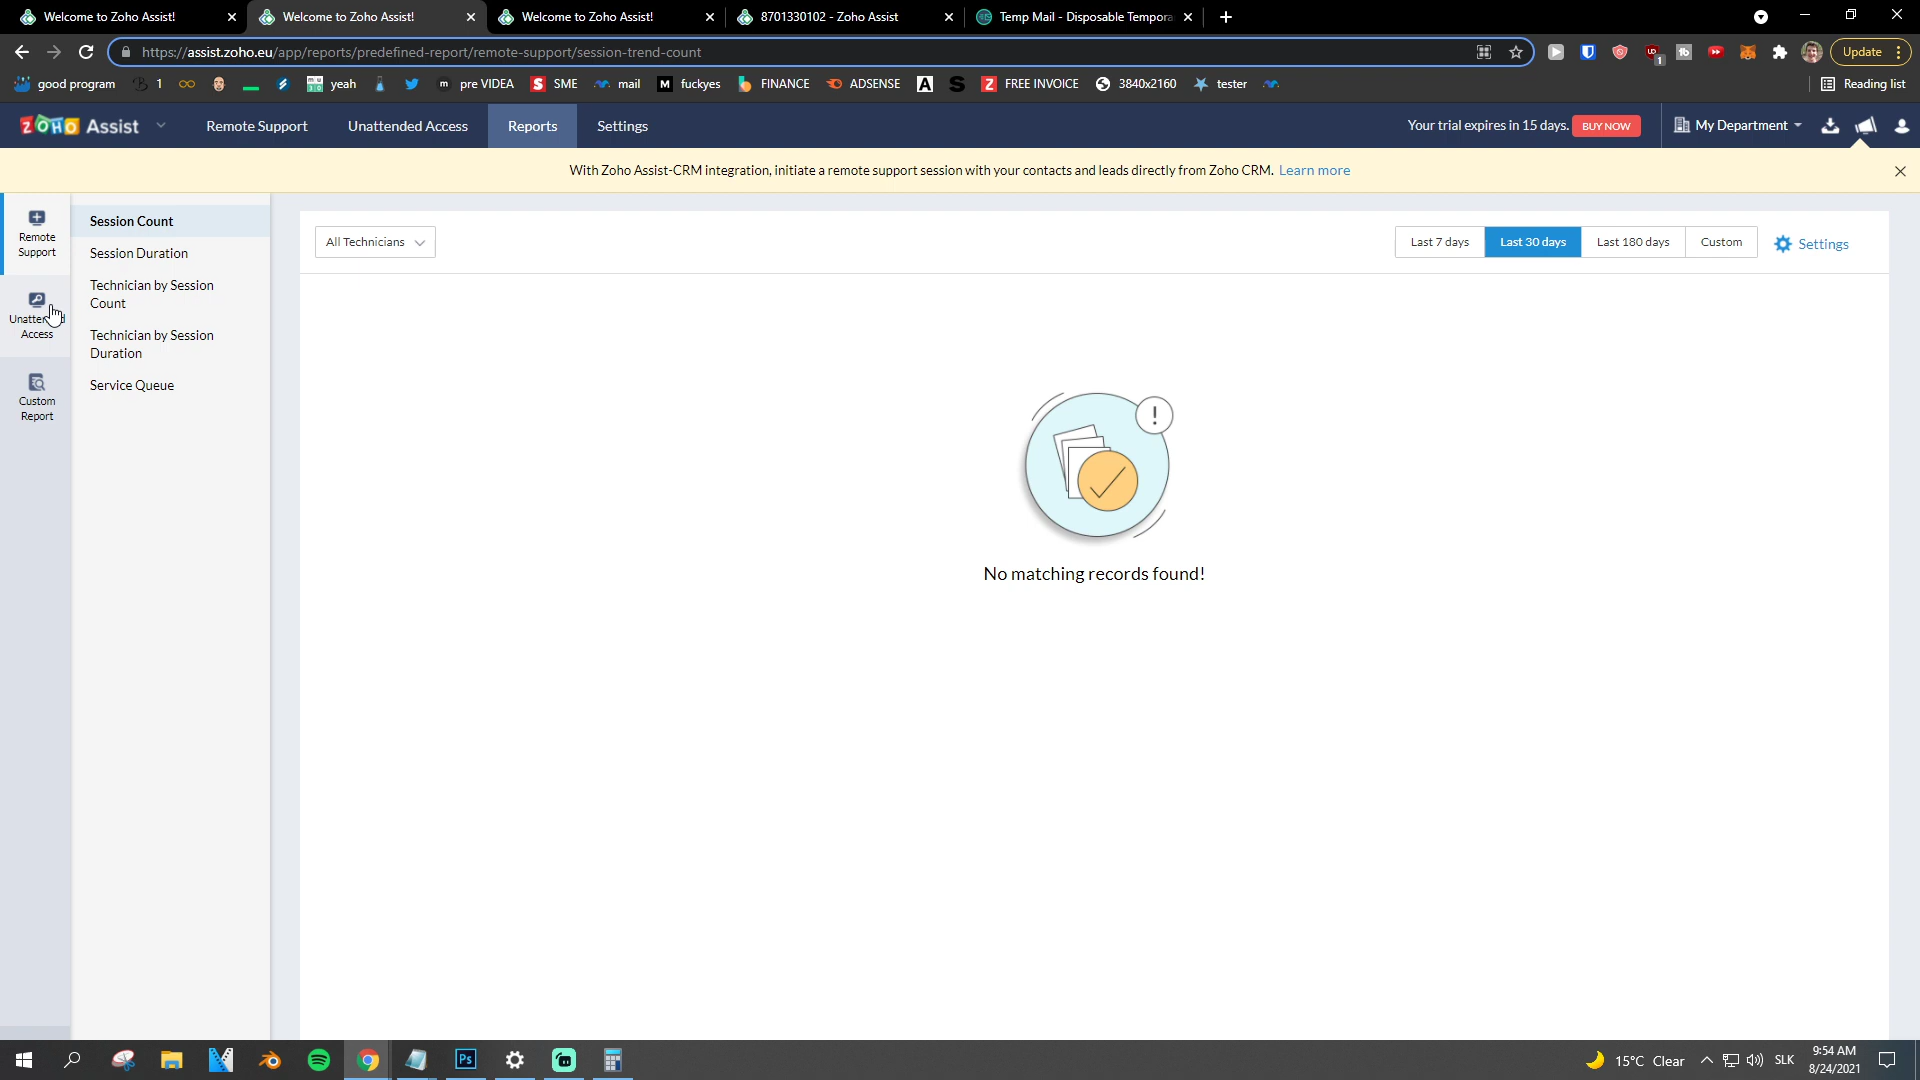 Welcome to Zoho Assist!
Welcome to Zoho Assist!
Welcome to Zoho Assist!
8701330102 - Zoho Assist
Temp Mail - Disposable Tempora
https://assist.zoho.eu/app/reports/predefined-report/remote-support/session-trend-count
Update
good program
1
yeah
pre VIDEA
SME
mail
fuckyes
FINANCE
ADSENSE
FREE INVOICE
3840x2160
tester
Reading list
ZOHO Assist
Remote Support
Unattended Access
Reports
Settings
Your trial expires in 15 days.
BUY NOW
My Department
With Zoho Assist-CRM integration, initiate a remote support session with your contacts and leads directly from Zoho CRM. Learn more
Remote
Support
Access
Custom
Report
Session Count
Session Duration
Technician by Session
Count
Technician by Session
Duration
Service Queue
All Technicians
Last 7 days
Last 30 days
Last 180 days
Custom
Settings
No matching records found!
Ps
15°C Clear
SLK
9:54 AM
8/24/2021